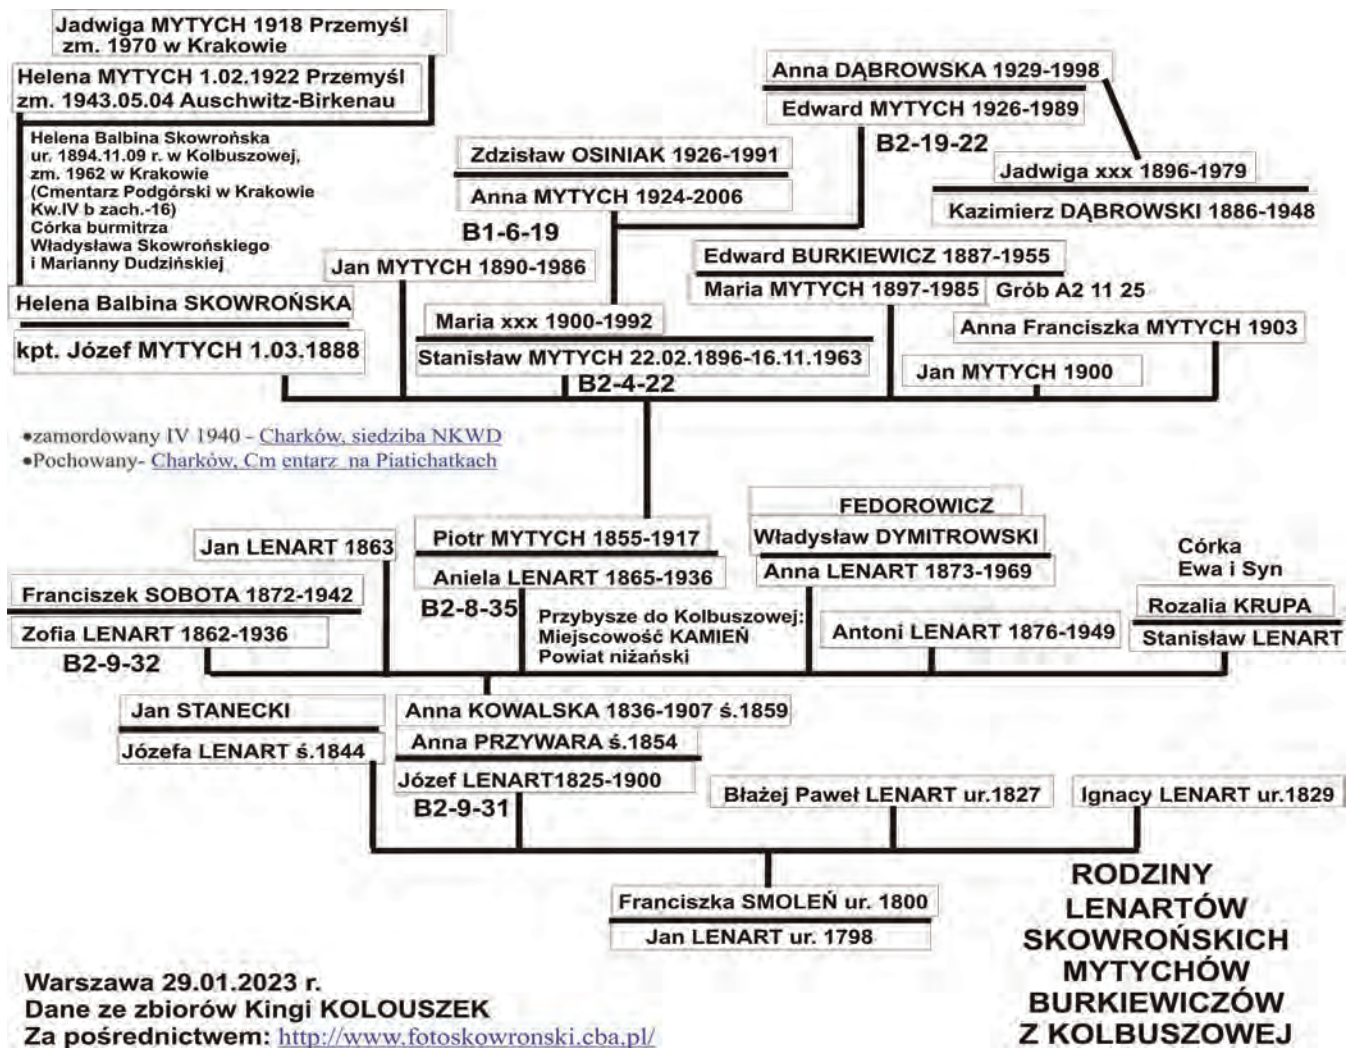 Jadwiga MYTYCH 1918 Przemyśl
zm. 1970 w Krakowie
Helena MYTYCH 1.02.1922 Przemyśl
zm. 1943.05.04 Auschwitz-Birkenau
Helena Balbina Skowrońska
ur. 1894.11.09 r. w Kolbuszowej,
zm. 1962 w Krakowie
(Cmentarz Podgórski w Krakowie
Kw.IV b zach.-16)
Córka burmitrza
Władysława Skowrońskiego
i Marianny Dudzińskiej
Helena Balbina SKOWROŃSKA
kpt. Józef MYTYCH 1.03.1888
Jan MYTYCH 1890-1986
Zdzisław OSINIAK 1926-1991
Anna MYTYCH 1924-2006
B1-6-19
Anna DĄBROWSKA 1929-1998
Edward MYTYCH 1926-1989
B2-19-22
Jadwiga xxx 1896-1979
Kazimierz DĄBROWSKI 1886-1948
Maria xxx 1900-1992
Stanisław MYTYCH 22.02.1896-16.11.1963
B2-4-22
Edward BURKIEWICZ 1887-1955
Maria MYTYCH 1897-1985 Grób A2 11 25
Anna Franciszka MYTYCH 1903
Jan MYTYCH 1900
•zamordowany IV 1940 - Charków, siedziba NKWD
•Pochowany- Charków, Cm entarz na Piatichatkach
Jan LENART 1863
Franciszek SOBOTA 1872-1942
Zofia LENART 1862-1936
B2-9-32
Piotr MYTYCH 1855-1917
Aniela LENART 1865-1936
B2-8-35
Przybysze do Kolbuszowej:
Miejscowość KAMIEŃ
Powiat niżański
FEDOROWICZ
Władysław DYMITROWSKI
Anna LENART 1873-1969
Antoni LENART 1876-1949
Córka
Ewa i Syn
Rozalia KRUPA
Stanisław LENART
Jan STANECKI
Józefa LENART ś.1844
Anna KOWALSKA 1836-1907 ś.1859
Anna PRZYWARA ś.1854
Józef LENART1825-1900
B2-9-31
Błażej Paweł LENART ur.1827
Ignacy LENART ur.1829
Franciszka SMOLEŃ ur. 1800
Jan LENART ur. 1798
RODZINY
LENARTÓW
SKOWROŃSKICH
MYTYCHÓW
BURKIEWICZÓW
Z KOLBUSZOWEJ
Warszawa 29.01.2023 r.
Dane ze zbiorów Kingi KOLOUSZEK
Za pośrednictwem: http://www.fotoskowronski.cba.pl/